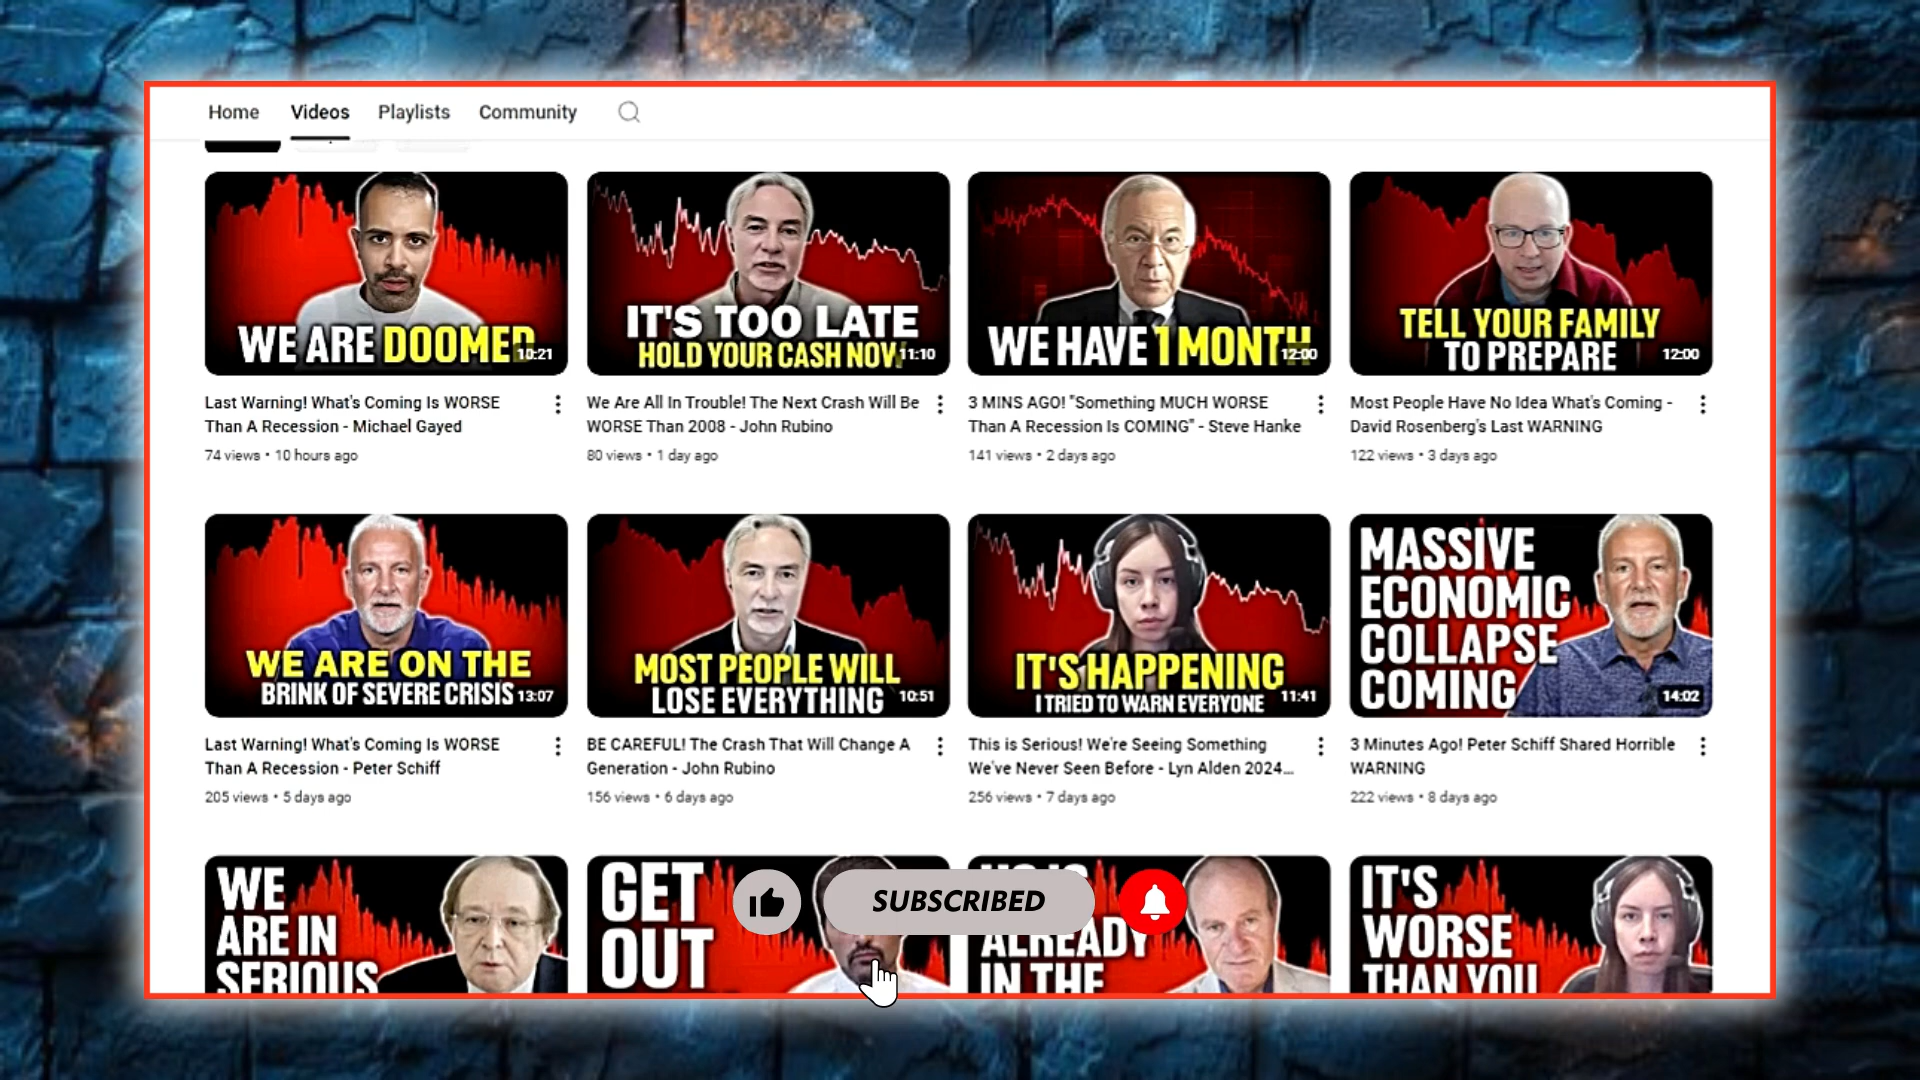 Home Videos Playlists Community
WE ARE DOOMED
10:21
IT'S TOO LATE
HOLD YOUR CASH NOW
11:10
WE HAVE 1 MONTH
12:00
TELL YOUR FAMILY
TO PREPARE
12:00
Last Warning! What's Coming Is WORSE
Than A Recession - Michael Gayed
74 views • 10 hours ago
We Are All In Trouble! The Next Crash Will Be
WORSE Than 2008 - John Rubino
80 views • 1 day ago
3 MINS AGO! "Something MUCH WORSE
Than A Recession Is COMING" - Steve Hanke
141 views • 2 days ago
Most People Have No Idea What's Coming -
David Rosenberg's Last WARNING
122 views • 3 days ago
WE ARE ON THE
BRINK OF SEVERE CRISIS
13:07
MOST PEOPLE WILL
LOSE EVERYTHING
10:51
IT'S HAPPENING
I TRIED TO WARN EVERYONE
11:41
MASSIVE
ECONOMIC
COLLAPSE
COMING
14:02
Last Warning! What's Coming Is WORSE
Than A Recession - Peter Schiff
205 views • 5 days ago
BE CAREFUL! The Crash That Will Change A
Generation - John Rubino
156 views • 6 days ago
This is Serious! We're Seeing Something
We've Never Seen Before - Lyn Alden 2024...
256 views • 7 days ago
3 Minutes Ago! Peter Schiff Shared Horrible
WARNING
222 views • 8 days ago
WE
ARE IN
SERIOUS
GET
OUT
ALREADY
IN THE
IT'S
WORSE
THAN YOU
SUBSCRIBED